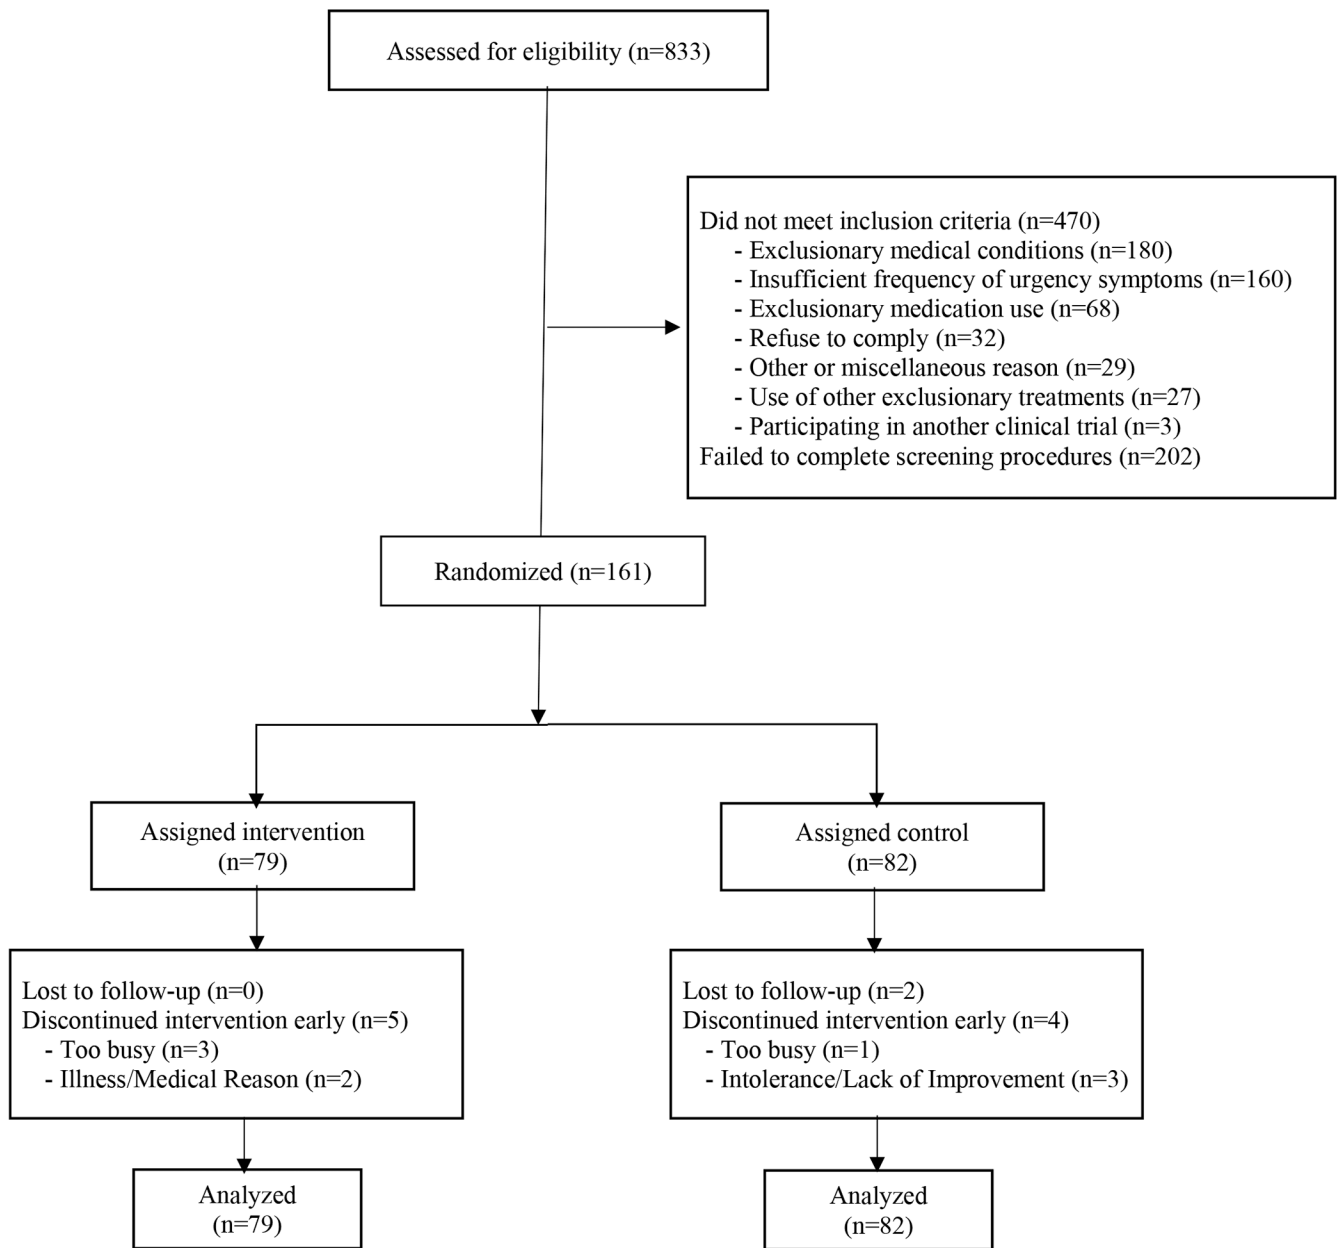 Assessed for eligibility (n=833)
Did not meet inclusion criteria (n=470)
- Exclusionary medical conditions (n=180)
- Insufficient frequency of urgency symptoms (n=160)
- Exclusionary medication use (n=68)
- Refuse to comply (n=32)
- Other or miscellaneous reason (n=29)
- Use of other exclusionary treatments (n=27)
- Participating in another clinical trial (n=3)
Failed to complete screening procedures (n=202)
Randomized (n=161)
Assigned intervention
(n=79)
Assigned control
(n=82)
Lost to follow-up (n=0)
Discontinued intervention early (n=5)
- Too busy (n=3)
- Illness/Medical Reason (n=2)
Lost to follow-up (n=2)
Discontinued intervention early (n=4)
- Too busy (n=1)
- Intolerance/Lack of Improvement (n=3)
Analyzed
(n=79)
Analyzed
(n=82)